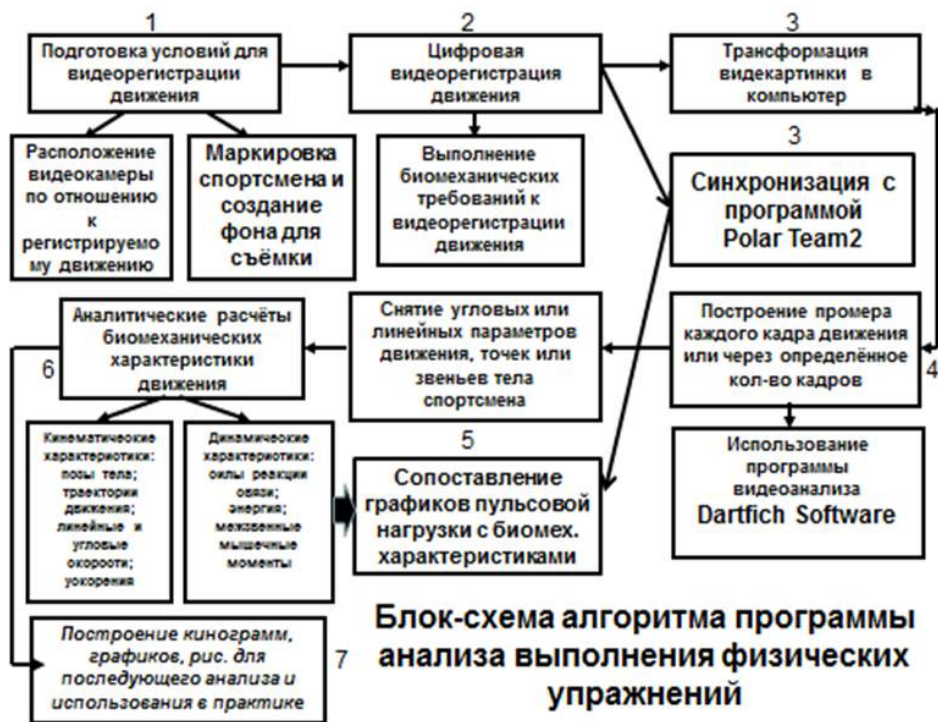 1
Подготовка условий для
видеорегистрации
движения
2
Цифровая
видеорегистрация
движения
3
Трансформация
видекартинки в
компьютер
Расположение
видеокамеры
по отношению
к
регистрируемо
му движению
Маркировка
спортсмена и
создание
фона для
съёмки
Выполнение
биомеханических
требований к
видеорегистрации
движения
3
Синхронизация с
программой
Polar Team2
Аналитические расчёты
биомеханических
характеристики
движения
6
Снятие угловых или
линейных параметров
движения, точек или
звеньев тела
спортсмена
Построение промера
каждого кадра движения
или через определённое
кол-во кадров
4
Кинематические
характеристики:
позы тела;
траектории
движения;
линейные и
угловые
скорости;
ускорения
Динамические
характеристики:
силы реакции
связи;
энергия;
межзвенные
мышечные
моменты
5
Сопоставление
графиков пульсовой
нагрузки с биомех.
характеристиками
Использование
программы
видеоанализа
Dartfich Software
Построение кинограмм,
графиков, рис. для
последующего анализа и
использования в практике
7
Блок-схема алгоритма программы
анализа выполнения физических
упражнений